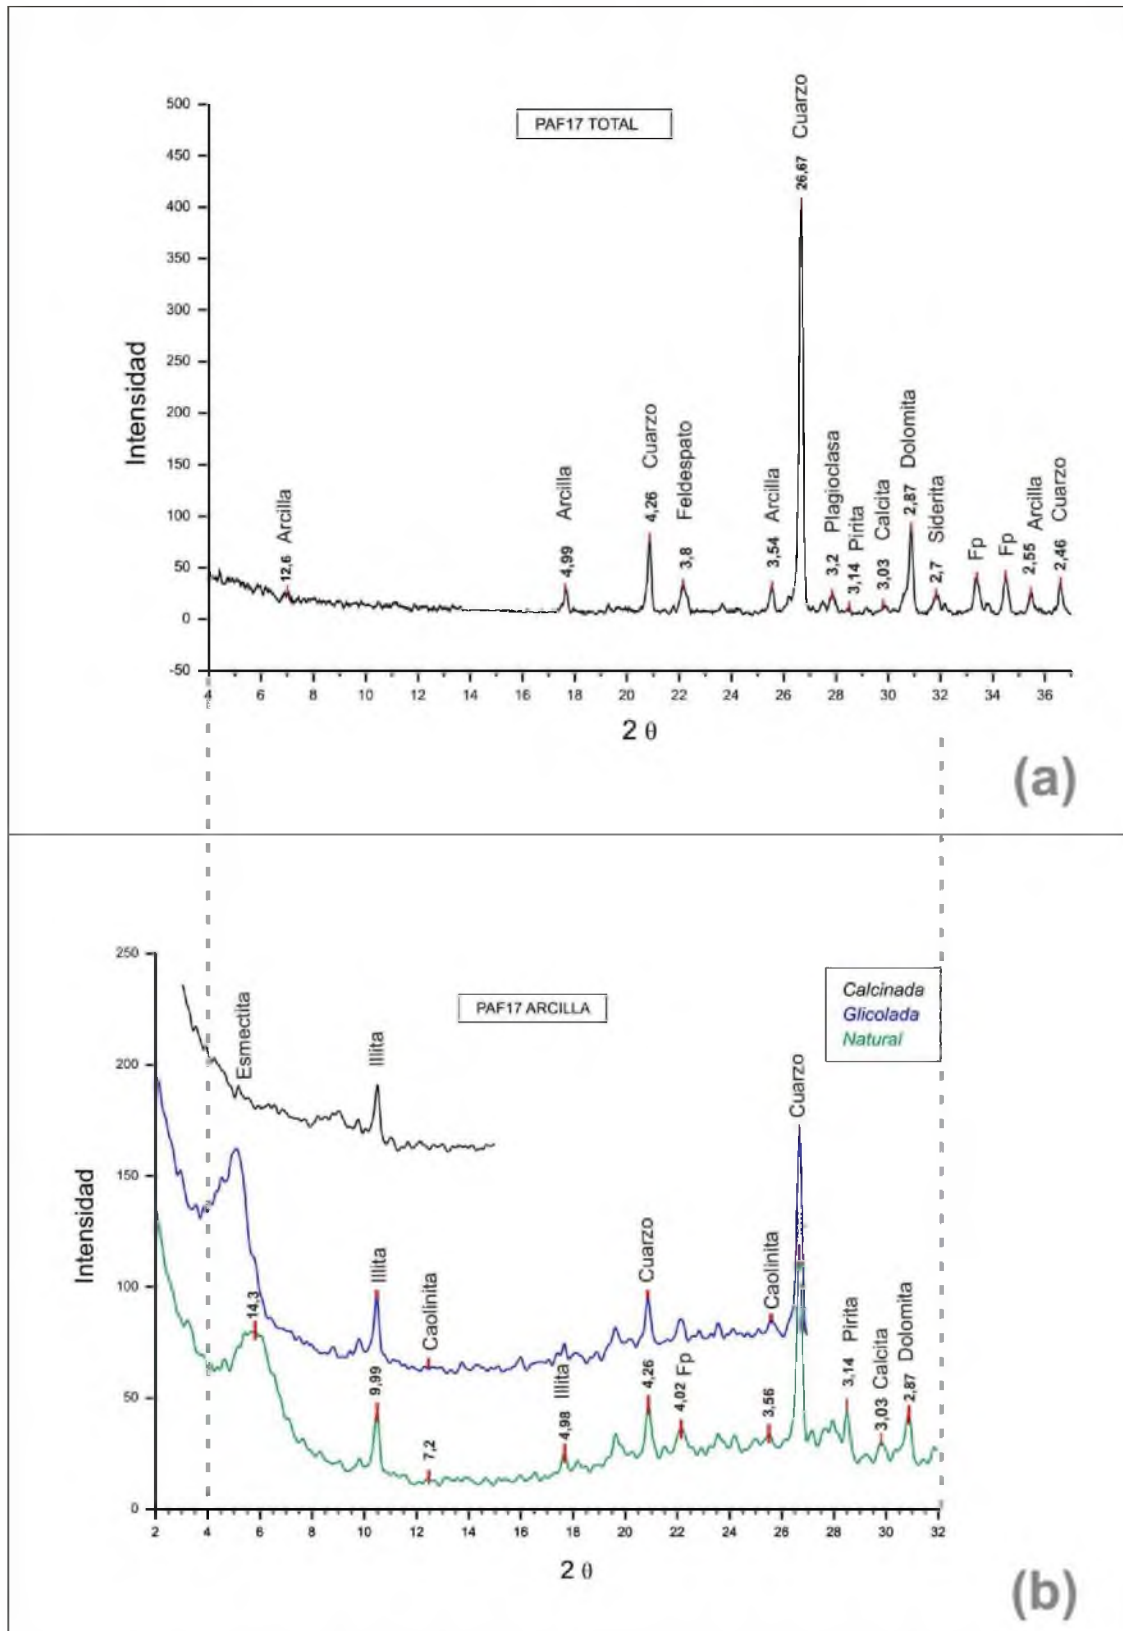 PAF17 TOTAL
Intensidad
500
450
400
350
300
250
200
150
100
50
0
-50
12,6 Arcilla
4,99 Arcilla
4,26 Cuarzo
3,8 Feldespato
3,54 Arcilla
26,67 Cuarzo
3,2 Plagioclasa
3,14 Pirita
3,03 Calcita
2,87 Dolomita
2,7 Siderita
Fp
Fp
2,55 Arcilla
2,46 Cuarzo
4 6 8 10 12 14 16 18 20 22 24 26 28 30 32 34 36
2 θ
(a)
PAF17 ARCILLA
Calcinada
Glicolada
Natural
Intensidad
250
200
150
100
50
0
Esmectita
Illita
Illita
Caolinita
Cuarzo
Caolinita
Cuarzo
14,3
9,99
7,2
4,98 Illita
4,26
4,02 Fp
3,56
3,14 Pirita
3,03 Calcita
2,87 Dolomita
2 4 6 8 10 12 14 16 18 20 22 24 26 28 30 32
2 θ
(b)